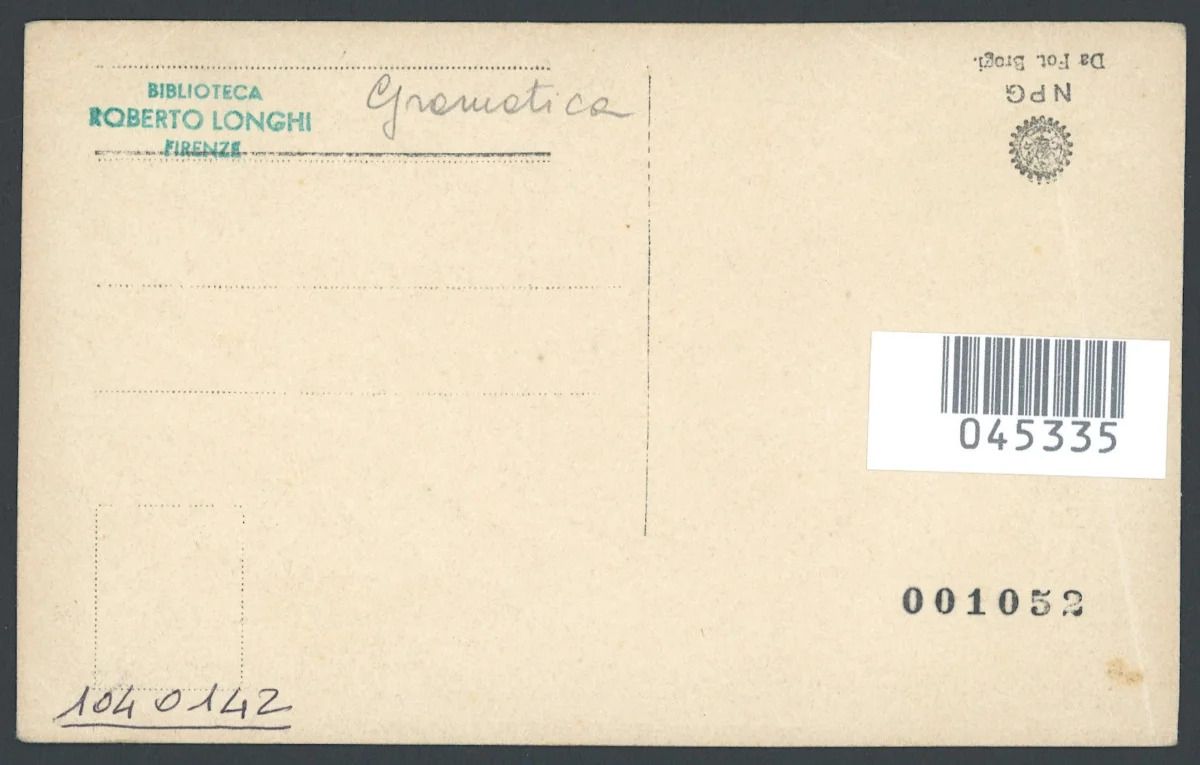 BIBLIOTECA
ROBERTO LONGHI
FIRENZE
Gramatica
Da Fot. Brogi.
NPG
045335
001052
1040142